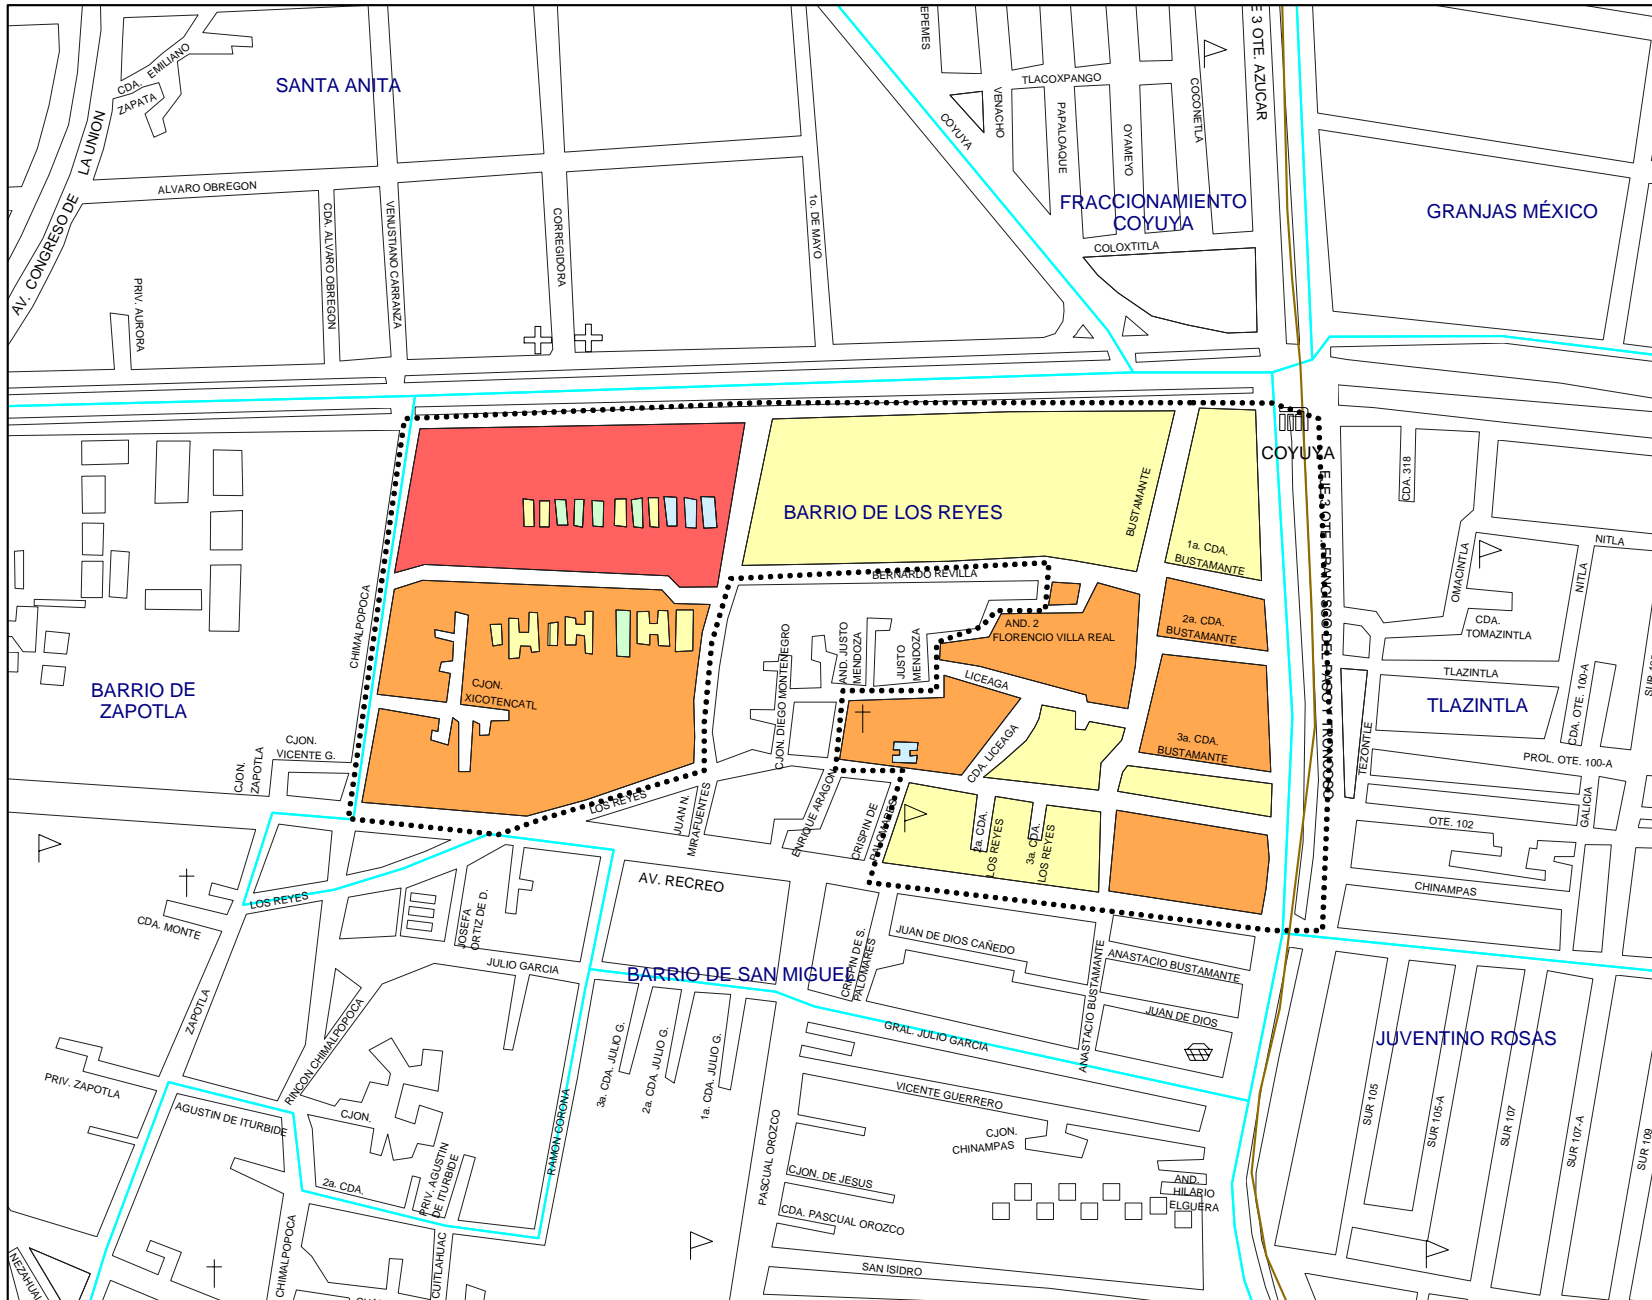 SANTA ANITA
CDA.
EMILIANO
ZAPATA
AV. CONGRESO DE
LA UNION
ALVARO OBREGON
CDA. ALVARO OBREGON
VENUSTIANO CARRANZA
CORREGIDORA
1o. DE MAYO
PRIV. AURORA
EPEMES
COYUYA
VENACHO
TLACOXPANGO
PAPALOAQUE
OYAMEYO
COCONETLA
E 3 OTE. AZUCAR
FRACCIONAMIENTO
COYUYA
COLOXTITLA
GRANJAS MÉXICO
COYUYA
EJE 3 OTE. FRANCISCO DEL PASO Y TRONCOSO
CDA. 318
BARRIO DE LOS REYES
BUSTAMANTE
1a. CDA.
BUSTAMANTE
2a. CDA.
BUSTAMANTE
3a. CDA.
BUSTAMANTE
BERNARDO REVILLA
AND. 2
FLORENCIO VILLA REAL
LICEAGA
CDA. LICEAGA
AND. JUSTO
MENDOZA
JUSTO
MENDOZA
CJON. DIEGO MONTENEGRO
CHIMALPOPOCA
CJON.
XICOTENCATL
BARRIO DE
ZAPOTLA
CJON.
VICENTE G.
CJON.
ZAPOTLA
LOS REYES
JUAN N.
MIRAFUENTES
ENRIQUE ARAGON
CRISPIN DE
PALOMARES
2a. CDA.
LOS REYES
3a. CDA.
LOS REYES
OMACINTLA
NITLA
NITLA
CDA.
TOMAZINTLA
TLAZINTLA
TLAZINTLA
CDA. OTE. 100-A
PROL. OTE. 100-A
TEZONTLE
GALICIA
OTE. 102
CHINAMPAS
AV. RECREO
LOS REYES
CDA. MONTE
ZAPOTLA
JOSEFA
ORTIZ DE D.
JULIO GARCIA
RINCON CHIMALPOPOCA
BARRIO DE SAN MIGUEL
CRISPIN DE S.
PALOMARES
JUAN DE DIOS CAÑEDO
ANASTACIO BUSTAMANTE
ANASTACIO BUSTAMANTE
JUAN DE DIOS
GRAL. JULIO GARCIA
JUVENTINO ROSAS
PRIV. ZAPOTLA
AGUSTIN DE ITURBIDE
CJON.
2a. CDA.
PRIV. AGUSTIN
DE ITURBIDE
RAMON CORONA
3a. CDA. JULIO G.
2a. CDA. JULIO G.
1a. CDA. JULIO G.
PASCUAL OROZCO
VICENTE GUERRERO
CJON.
CHINAMPAS
CJON. DE JESUS
CDA. PASCUAL OROZCO
SAN ISIDRO
AND.
HILARIO
ELGUERA
SUR 105
SUR 105-A
SUR 107
SUR 107-A
SUR 109
CHIMALPOPOCA
CUITLAHUAC